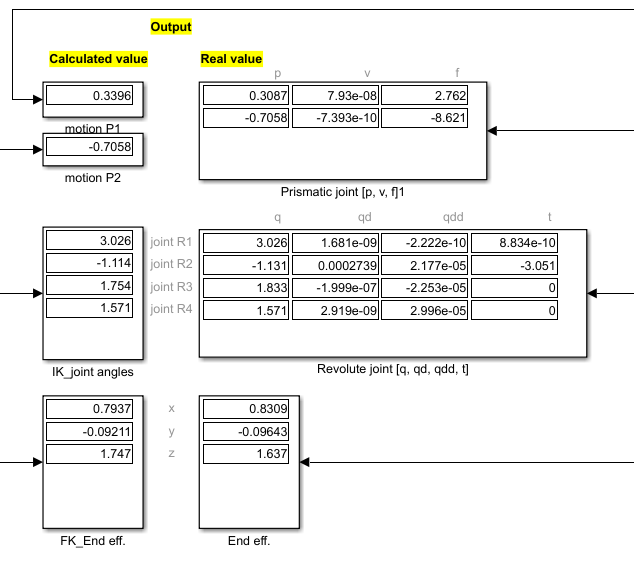 Output
Calculated value
Real value
p v f
0.3396
0.3087 7.93e-08 2.762
motion P1
-0.7058 -7.393e-10 -8.621
-0.7058
motion P2
Prismatic joint [p, v, f]1
q qd qdd t
3.026 joint R1 3.026 1.681e-09 -2.222e-10 8.834e-10
-1.114 joint R2 -1.131 0.0002739 2.177e-05 -3.051
1.754 joint R3 1.833 -1.999e-07 -2.253e-05 0
1.571 joint R4 1.571 2.919e-09 2.996e-05 0
IK_joint angles
Revolute joint [q, qd, qdd, t]
0.7937 x 0.8309
-0.09211 y -0.09643
1.747 z 1.637
FK_End eff.
End eff.